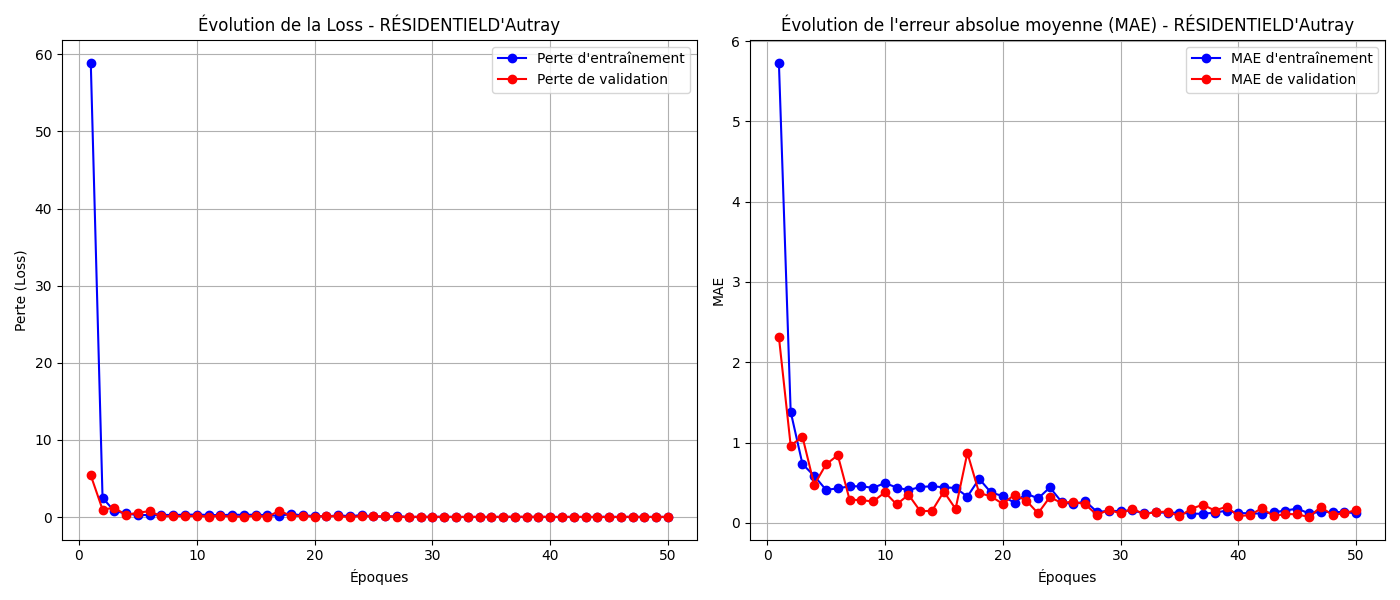 Évolution de la Loss - RÉSIDENTIELD'Autray
60
50
40
30
20
10
0
Perte (Loss)
Perte d'entraînement
Perte de validation
0 10 20 30 40 50
Époques
Évolution de l'erreur absolue moyenne (MAE) - RÉSIDENTIELD'Autray
6
5
4
3
2
1
0
MAE
MAE d'entraînement
MAE de validation
0 10 20 30 40 50
Époques